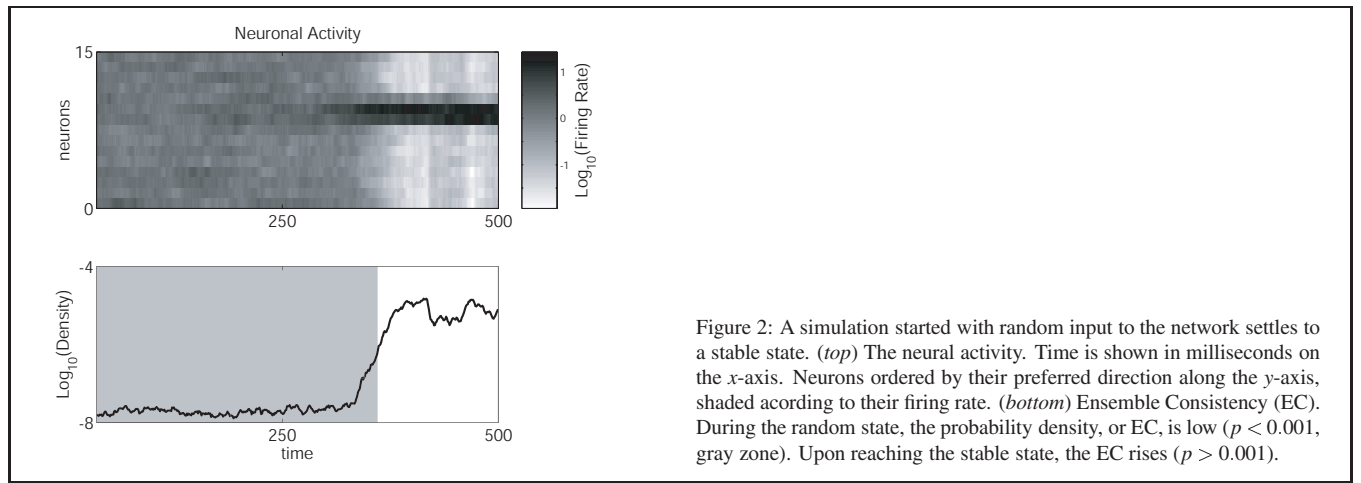 Neuronal Activity
15
neurons
0
250
500
1
0
-1
Log10(Firing Rate)
-4
Log10(Density)
-8
250
500
time
Figure 2: A simulation started with random input to the network settles to
a stable state. (top) The neural activity. Time is shown in milliseconds on
the x-axis. Neurons ordered by their preferred direction along the y-axis,
shaded acording to their firing rate. (bottom) Ensemble Consistency (EC).
During the random state, the probability density, or EC, is low (p < 0.001,
gray zone). Upon reaching the stable state, the EC rises (p > 0.001).